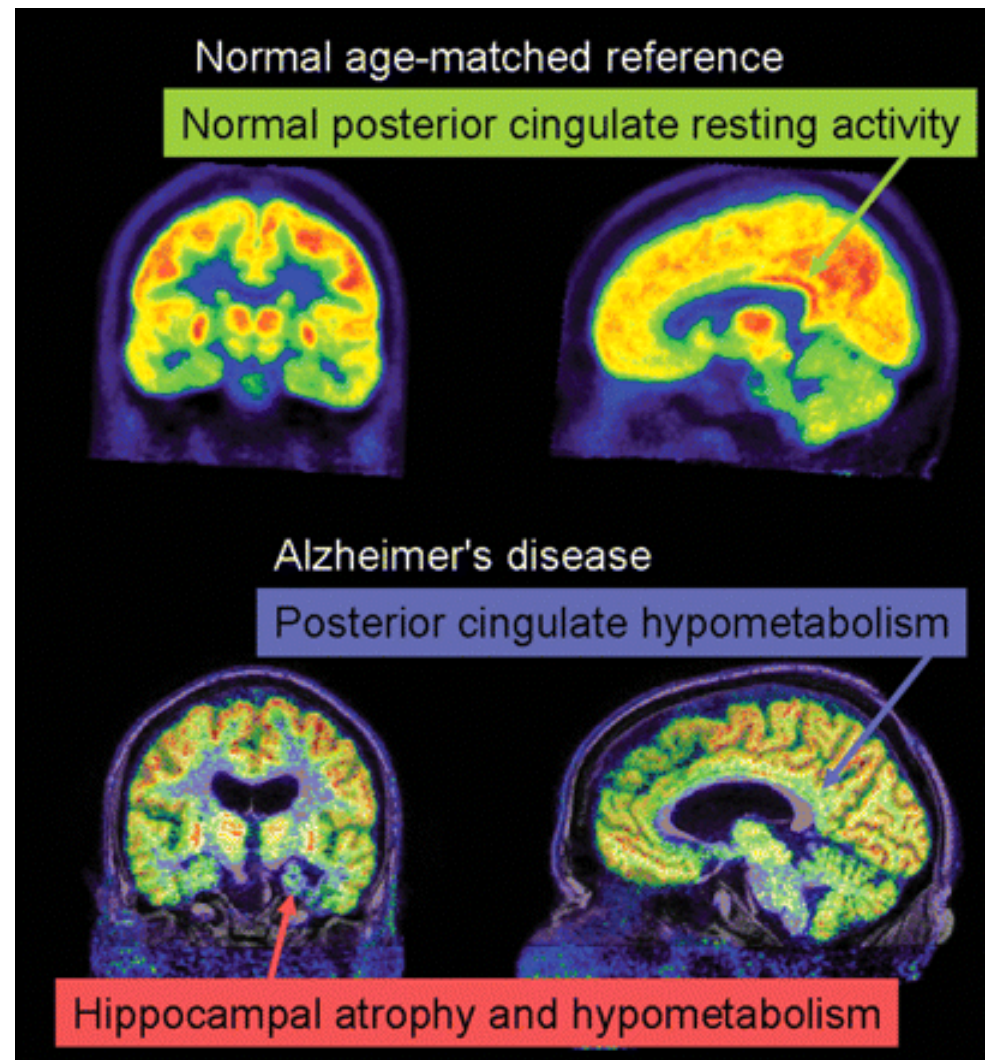 Normal age-matched reference
Normal posterior cingulate resting activity
Alzheimer's disease
Posterior cingulate hypometabolism
Hippocampal atrophy and hypometabolism